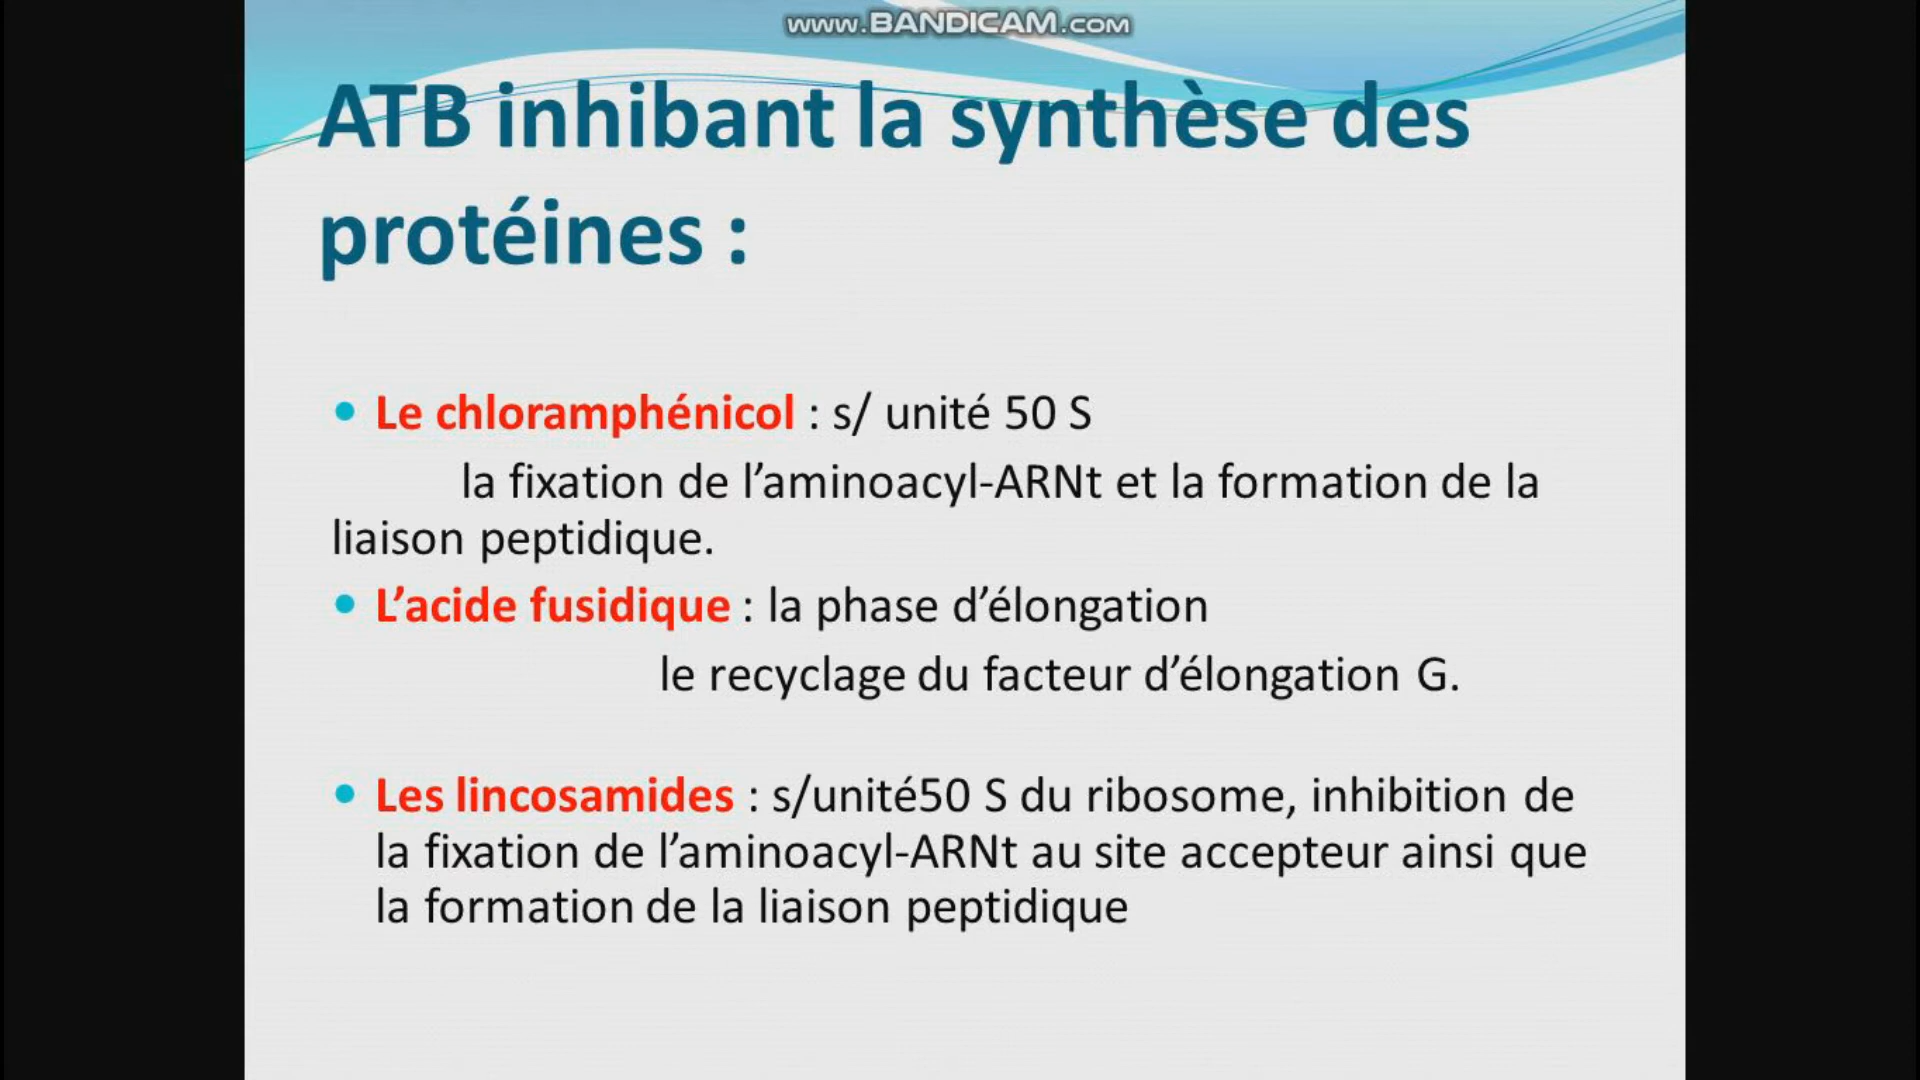 www.BANDICAM.com
ATB inhibant la synthèse des
protéines :
• Le chloramphénicol : s/ unité 50 S
la fixation de l’aminoacyl-ARNt et la formation de la
liaison peptidique.
• L’acide fusidique : la phase d’élongation
le recyclage du facteur d’élongation G.
• Les lincosamides : s/unité50 S du ribosome, inhibition de
la fixation de l’aminoacyl-ARNt au site accepteur ainsi que
la formation de la liaison peptidique